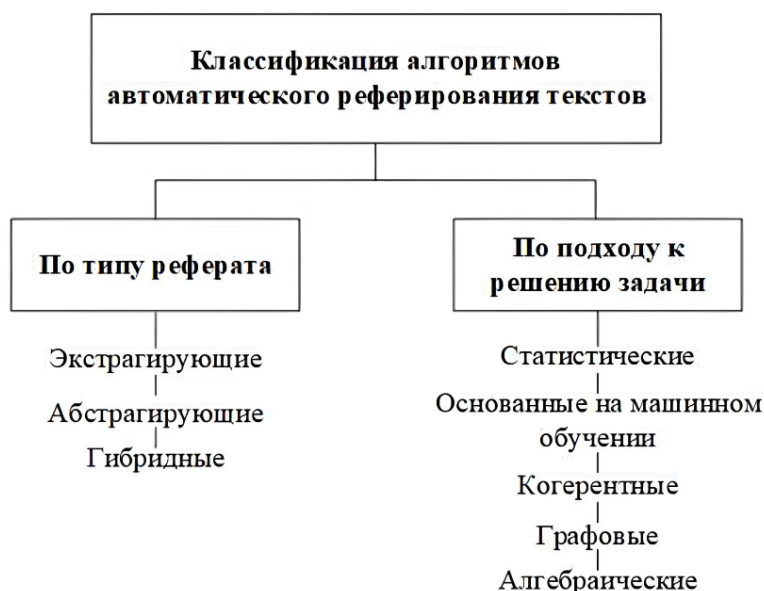 Классификация алгоритмов
автоматического реферирования текстов
По типу реферата
Экстрагирующие
Абстрагирующие
Гибридные
По подходу к
решению задачи
Статистические
Основанные на машинном
обучении
Когерентные
Графовые
Алгебраические